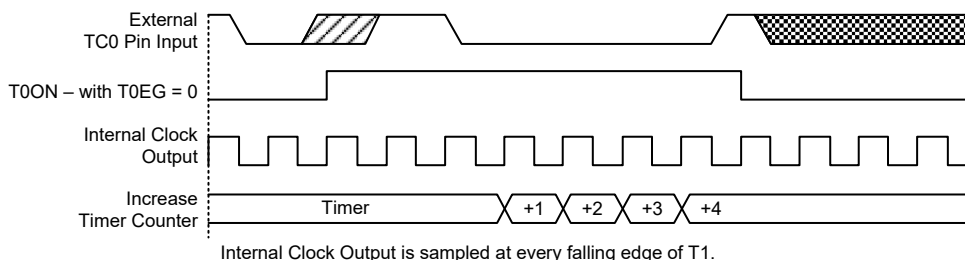 External
TC0 Pin Input
T0ON – with T0EG = 0
Internal Clock
Output
Increase
Timer Counter
Timer +1 +2 +3 +4
Internal Clock Output is sampled at every falling edge of T1.